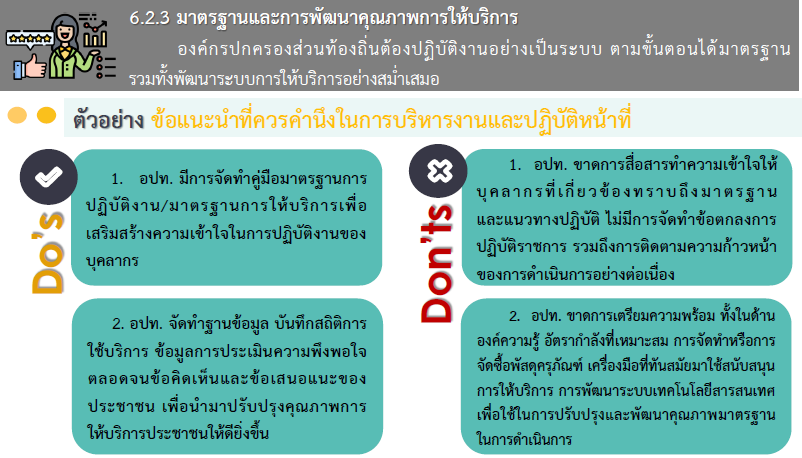 6.2.3 มาตรฐานและการพัฒนาคุณภาพการให้บริการ
องค์กรปกครองส่วนท้องถิ่นต้องปฏิบัติงานอย่างเป็นระบบ ตามขั้นตอนได้มาตรฐาน
รวมทั้งพัฒนาระบบการให้บริการอย่างสม่ำเสมอ
ตัวอย่าง ข้อแนะนำที่ควรคำนึงในการบริหารงานและปฏิบัติหน้าที่
Do's
1. อปท. มีการจัดทำคู่มือมาตรฐานการ
ปฏิบัติงาน/มาตรฐานการให้บริการเพื่อ
เสริมสร้างความเข้าใจในการปฏิบัติงานของ
บุคลากร
2. อปท. จัดทำฐานข้อมูล บันทึกสถิติการ
ใช้บริการ ข้อมูลการประเมินความพึงพอใจ
ตลอดจนข้อคิดเห็นและข้อเสนอแนะของ
ประชาชน เพื่อนำมาปรับปรุงคุณภาพการ
ให้บริการประชาชนให้ดียิ่งขึ้น
Don'ts
1. อปท. ขาดการสื่อสารทำความเข้าใจให้
บุคลากรที่เกี่ยวข้องทราบถึงมาตรฐาน
และแนวทางปฏิบัติ ไม่มีการจัดทำข้อตกลงการ
ปฏิบัติราชการ รวมถึงการติดตามความก้าวหน้า
ของการดำเนินการอย่างต่อเนื่อง
2. อปท. ขาดการเตรียมความพร้อม ทั้งในด้าน
องค์ความรู้ อัตรากำลังที่เหมาะสม การจัดทำหรือการ
จัดซื้อพัสดุครุภัณฑ์ เครื่องมือที่ทันสมัยมาใช้สนับสนุน
การให้บริการ การพัฒนาระบบเทคโนโลยีสารสนเทศ
เพื่อใช้ในการปรับปรุงและพัฒนาคุณภาพมาตรฐาน
ในการดำเนินการ